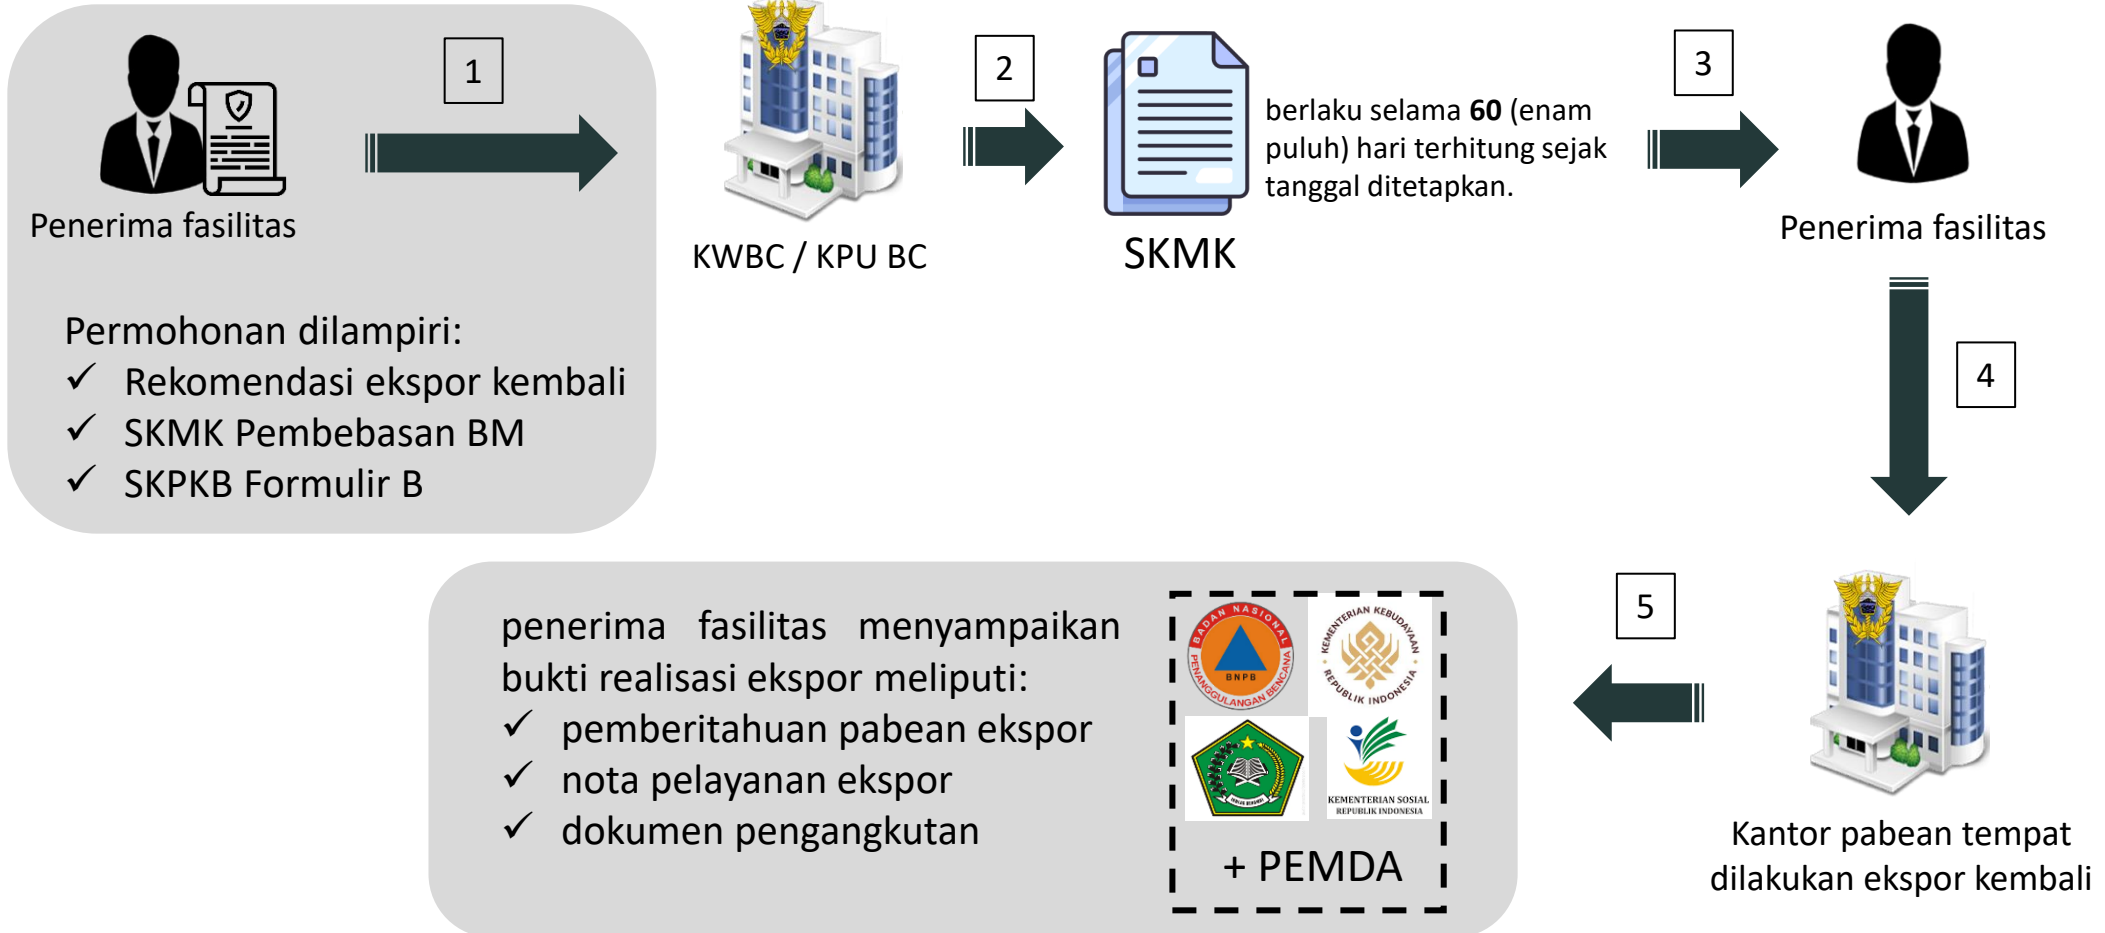 1
2
3
berlaku selama 60 (enam
puluh) hari terhitung sejak
tanggal ditetapkan.
Penerima fasilitas
KWBC / KPU BC
SKMK
Penerima fasilitas
Permohonan dilampiri:
✓ Rekomendasi ekspor kembali
✓ SKMK Pembebasan BM
✓ SKPKB Formulir B
4
5
penerima fasilitas menyampaikan
bukti realisasi ekspor meliputi:
✓ pemberitahuan pabean ekspor
✓ nota pelayanan ekspor
✓ dokumen pengangkutan
BADAN NASIONAL
PENANGGULANGAN BENCANA
BNPB
KEMENTERIAN KEBUDAYAAN
REPUBLIK INDONESIA
KEMENTERIAN SOSIAL
REPUBLIK INDONESIA
+ PEMDA
Kantor pabean tempat
dilakukan ekspor kembali